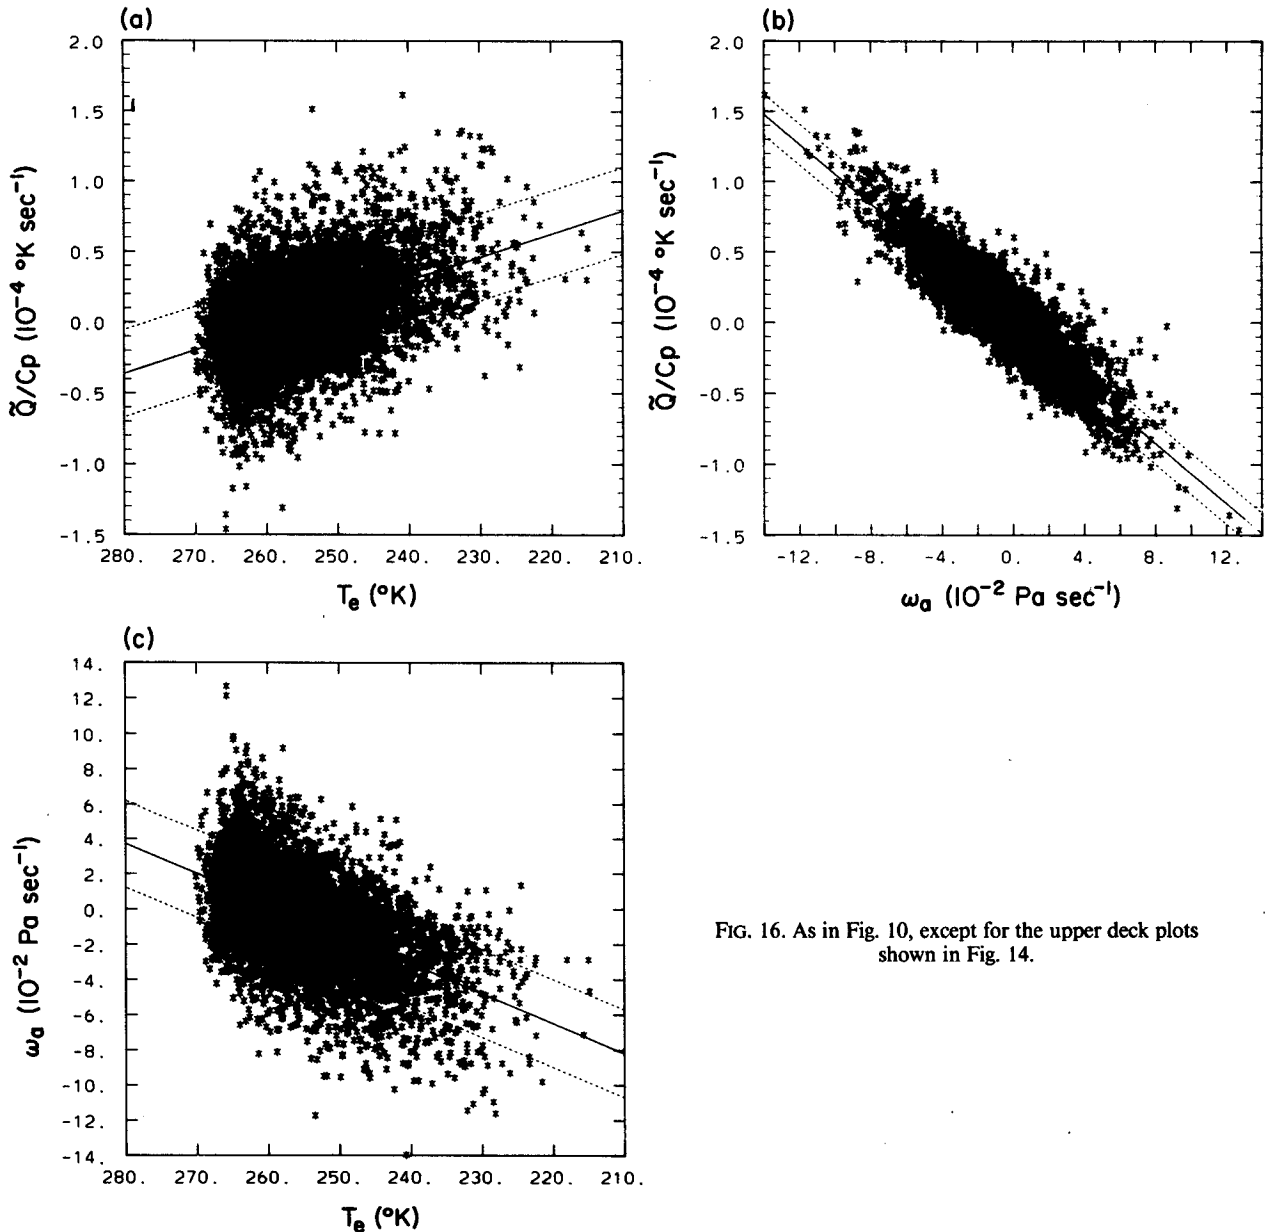 (a)
2.0
1.5
1.0
0.5
0.0
-0.5
-1.0
-1.5
Q̃/Cp (10⁻⁴ °K sec⁻¹)
280. 270. 260. 250. 240. 230. 220. 210.
Tₑ (°K)
(b)
2.0
1.5
1.0
0.5
0.0
-0.5
-1.0
-1.5
Q̃/Cp (10⁻⁴ °K sec⁻¹)
-12. -8. -4. 0. 4. 8. 12.
ωₐ (10⁻² Pa sec⁻¹)
(c)
14.
12.
10.
8.
6.
4.
2.
0.
-2.
-4.
-6.
-8.
-10.
-12.
-14.
ωₐ (10⁻² Pa sec⁻¹)
280. 270. 260. 250. 240. 230. 220. 210.
Tₑ (°K)
FIG. 16. As in Fig. 10, except for the upper deck plots
shown in Fig. 14.